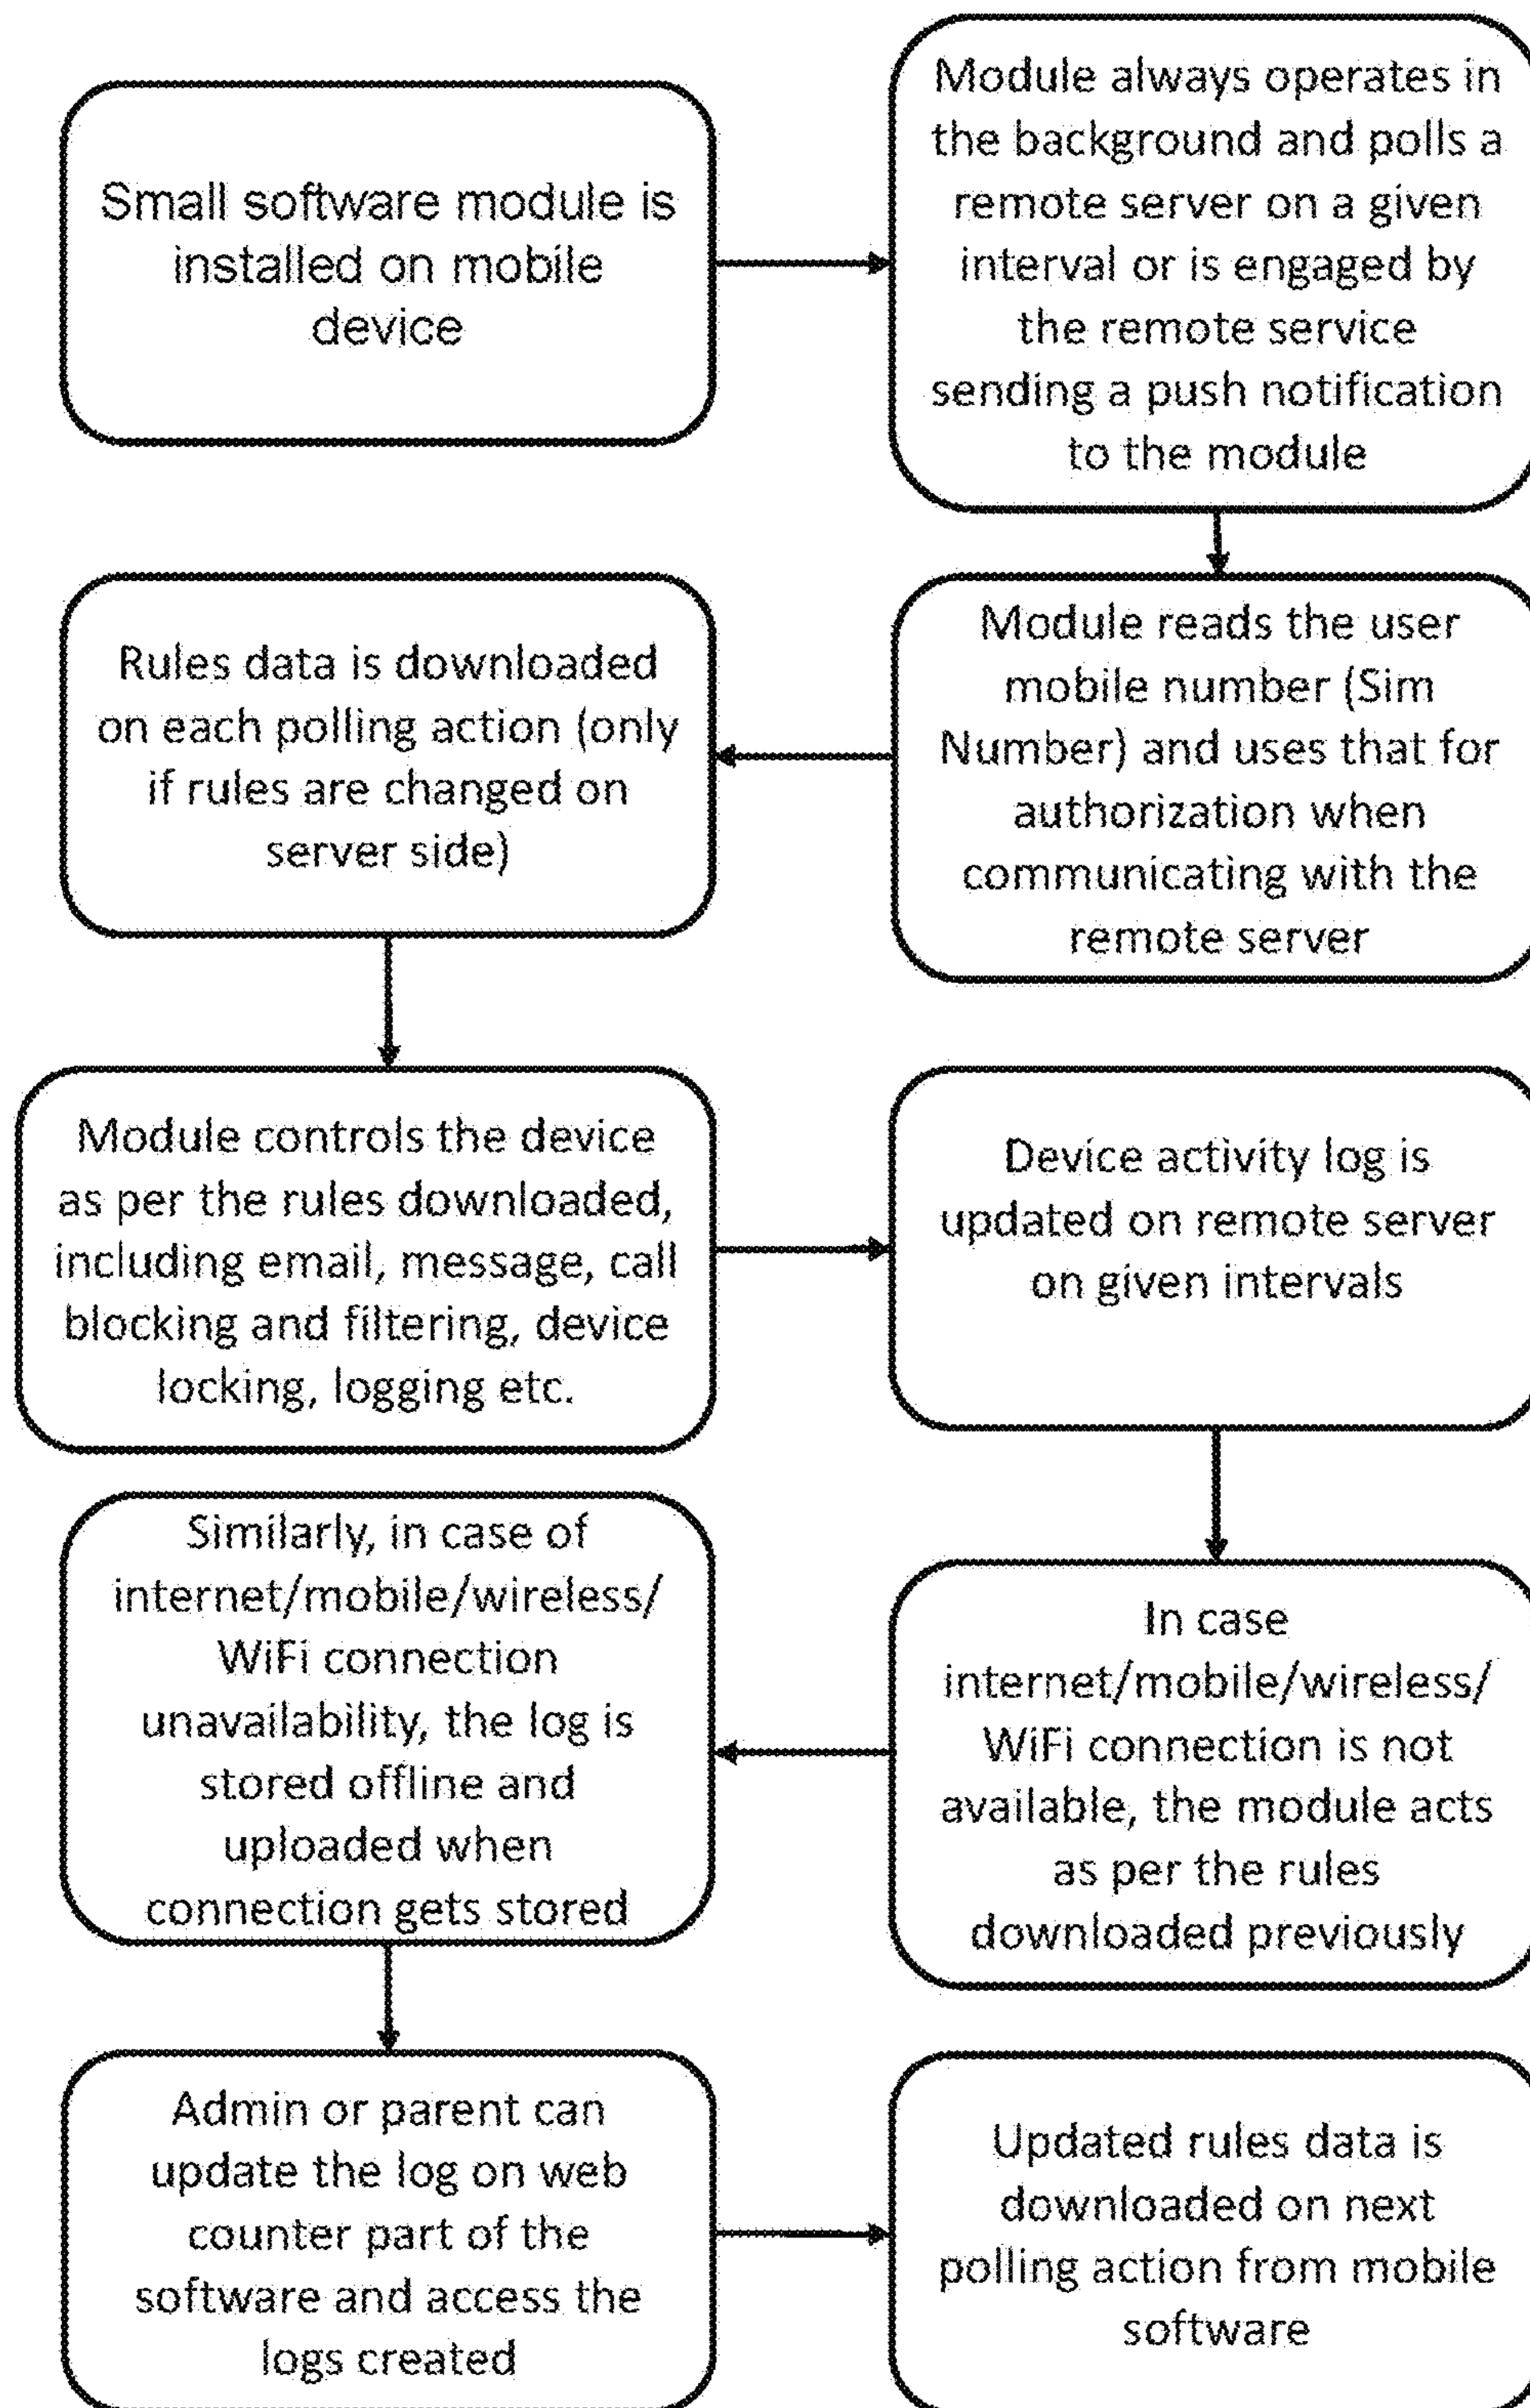 Small software module is
installed on mobile
device
Module always operates in
the background and polls a
remote server on a given
interval or is engaged by
the remote service
sending a push notification
to the module
Module reads the user
mobile number (Sim
Number) and uses that for
authorization when
communicating with the
remote server
Rules data is downloaded
on each polling action (only
if rules are changed on
server side)
Module controls the device
as per the rules downloaded,
including email, message, call
blocking and filtering, device
locking, logging etc.
Device activity log is
updated on remote server
on given intervals
In case
internet/mobile/wireless/
WiFi connection is not
available, the module acts
as per the rules
downloaded previously
Similarly, in case of
internet/mobile/wireless/
WiFi connection
unavailability, the log is
stored offline and
uploaded when
connection gets stored
Admin or parent can
update the log on web
counter part of the
software and access the
logs created
Updated rules data is
downloaded on next
polling action from mobile
software